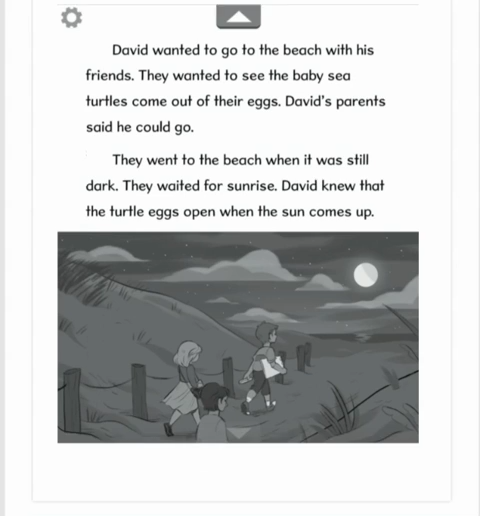 David wanted to go to the beach with his
friends. They wanted to see the baby sea
turtles come out of their eggs. David's parents
said he could go.
They went to the beach when it was still
dark. They waited for sunrise. David knew that
the turtle eggs open when the sun comes up.